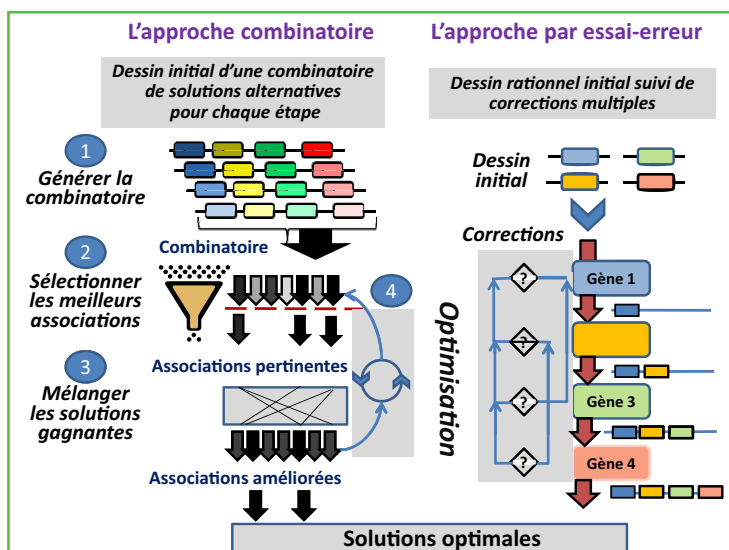 L'approche combinatoire
Dessin initial d'une combinatoire
de solutions alternatives
pour chaque étape
1
Générer la
combinatoire
Combinatoire
2
Sélectionner
les meilleurs
associations
4
3
Mélanger
les solutions
gagnantes
Associations pertinentes
Associations améliorées
L'approche par essai-erreur
Dessin rationnel initial suivi de
corrections multiples
Dessin
initial
Corrections
Optimisation
?
?
?
?
Gène 1
Gène 3
Gène 4
Solutions optimales